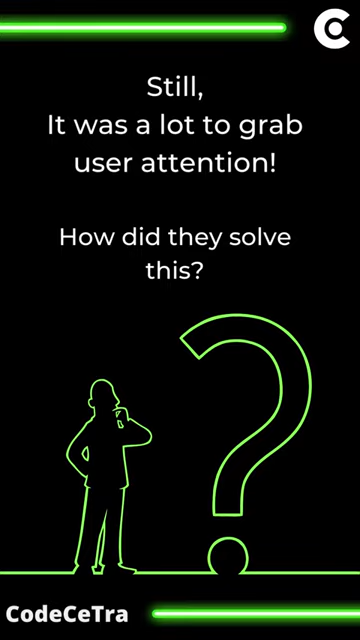 Still,
It was a lot to grab
user attention!
How did they solve
this?
CodeCeTra